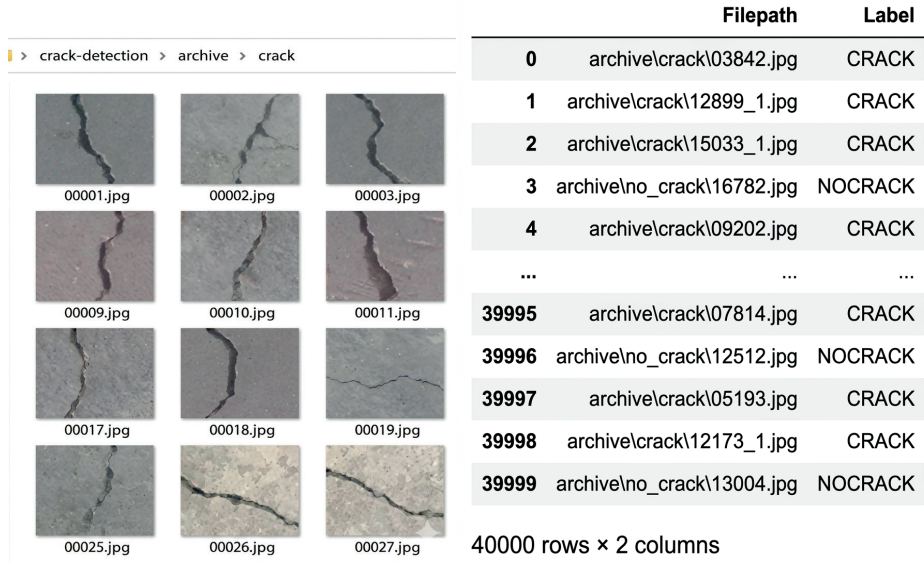 > crack-detection > archive > crack
00001.jpg 00002.jpg 00003.jpg
00009.jpg 00010.jpg 00011.jpg
00017.jpg 00018.jpg 00019.jpg
00025.jpg 00026.jpg 00027.jpg
Filepath Label
0 archive\crack\03842.jpg CRACK
1 archive\crack\12899_1.jpg CRACK
2 archive\crack\15033_1.jpg CRACK
3 archive\no_crack\16782.jpg NOCRACK
4 archive\crack\09202.jpg CRACK
... ... ...
39995 archive\crack\07814.jpg CRACK
39996 archive\no_crack\12512.jpg NOCRACK
39997 archive\crack\05193.jpg CRACK
39998 archive\crack\12173_1.jpg CRACK
39999 archive\no_crack\13004.jpg NOCRACK
40000 rows × 2 columns